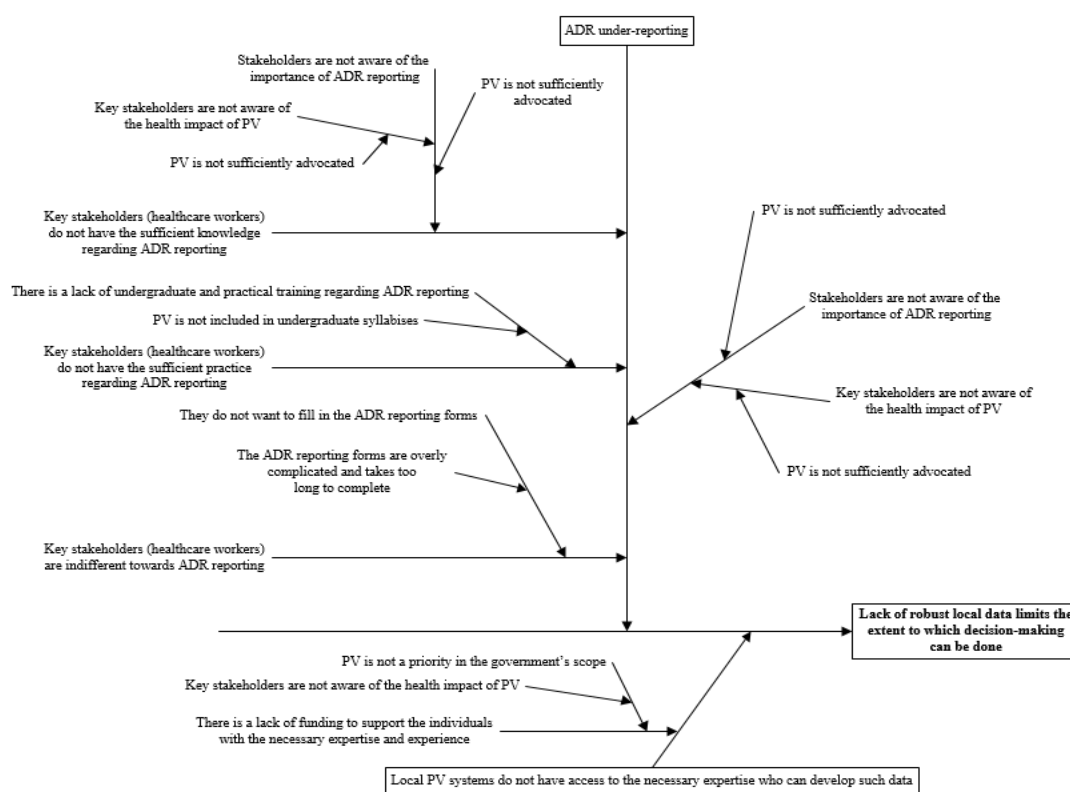 ADR under-reporting
Stakeholders are not aware of the
importance of ADR reporting
PV is not sufficiently
advocated
Key stakeholders are not aware of
the health impact of PV
PV is not sufficiently advocated
Key stakeholders (healthcare workers)
do not have the sufficient knowledge
regarding ADR reporting
PV is not sufficiently advocated
There is a lack of undergraduate and practical training regarding ADR reporting
Stakeholders are not aware of the
importance of ADR reporting
PV is not included in undergraduate syllabises
Key stakeholders (healthcare workers)
do not have the sufficient practice
regarding ADR reporting
Key stakeholders are not aware of
the health impact of PV
They do not want to fill in the ADR reporting forms
The ADR reporting forms are overly
complicated and takes too
long to complete
PV is not sufficiently advocated
Key stakeholders (healthcare workers)
are indifferent towards ADR reporting
Lack of robust local data limits the
extent to which decision-making
can be done
PV is not a priority in the government’s scope
Key stakeholders are not aware of the health impact of PV
There is a lack of funding to support the individuals
with the necessary expertise and experience
Local PV systems do not have access to the necessary expertise who can develop such data